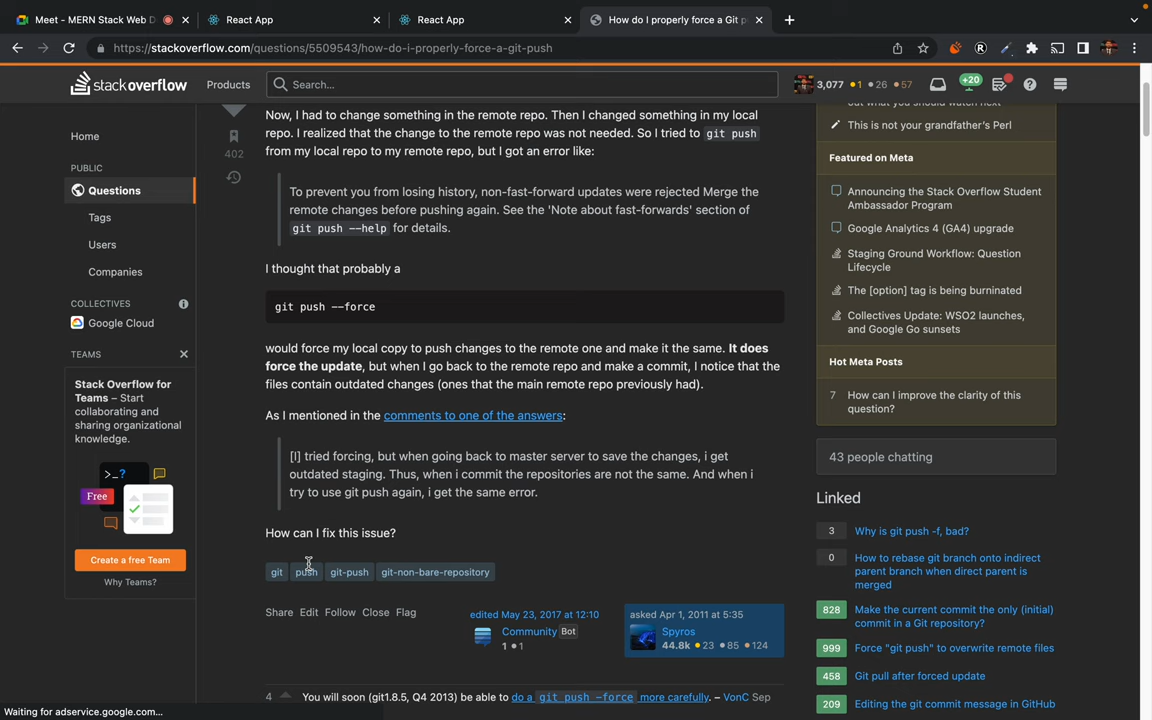 Meet - MERN Stack Web D
React App
React App
How do I properly force a Git p
https://stackoverflow.com/questions/5509543/how-do-i-properly-force-a-git-push
stackoverflow
Products
Search...
3,077 1 26 57
+20
Home
PUBLIC
Questions
Tags
Users
Companies
COLLECTIVES
Google Cloud
TEAMS
Stack Overflow for
Teams – Start
collaborating and
sharing organizational
knowledge.
Free
Create a free Team
Why Teams?
402
Now, I had to change something in the remote repo. Then I changed something in my local
repo. I realized that the change to the remote repo was not needed. So I tried to git push
from my local repo to my remote repo, but I got an error like:
To prevent you from losing history, non-fast-forward updates were rejected Merge the
remote changes before pushing again. See the 'Note about fast-forwards' section of
git push --help for details.
I thought that probably a
git push --force
would force my local copy to push changes to the remote one and make it the same. It does
force the update, but when I go back to the remote repo and make a commit, I notice that the
files contain outdated changes (ones that the main remote repo previously had).
As I mentioned in the comments to one of the answers:
[I] tried forcing, but when going back to master server to save the changes, i get
outdated staging. Thus, when i commit the repositories are not the same. And when i
try to use git push again, i get the same error.
How can I fix this issue?
git push git-push git-non-bare-repository
Share Edit Follow Close Flag
edited May 23, 2017 at 12:10
Community Bot
1 1
asked Apr 1, 2011 at 5:35
Spyros
44.8k 23 85 124
4 You will soon (git1.8.5, Q4 2013) be able to do a git push -force more carefully. – VonC Sep
out what you should watch next
This is not your grandfather's Perl
Featured on Meta
Announcing the Stack Overflow Student
Ambassador Program
Google Analytics 4 (GA4) upgrade
Staging Ground Workflow: Question
Lifecycle
The [option] tag is being burninated
Collectives Update: WSO2 launches,
and Google Go sunsets
Hot Meta Posts
7 How can I improve the clarity of this
question?
43 people chatting
Linked
3 Why is git push -f, bad?
0 How to rebase git branch onto indirect
parent branch when direct parent is
merged
828 Make the current commit the only (initial)
commit in a Git repository?
999 Force "git push" to overwrite remote files
458 Git pull after forced update
209 Editing the git commit message in GitHub
Waiting for adservice.google.com...